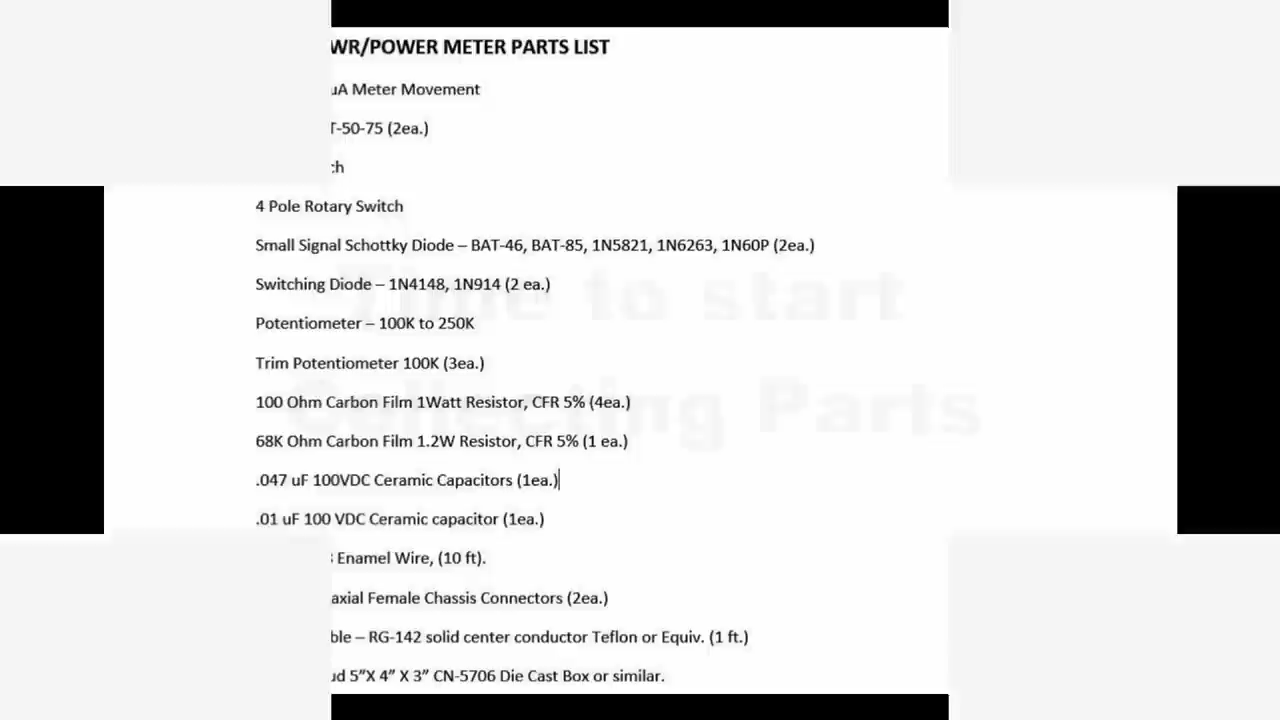 WR/POWER METER PARTS LIST
uA Meter Movement
T-50-75 (2ea.)
ch
4 Pole Rotary Switch
Small Signal Schottky Diode – BAT-46, BAT-85, 1N5821, 1N6263, 1N60P (2ea.)
Switching Diode – 1N4148, 1N914 (2 ea.)
Time to start
Potentiometer – 100K to 250K
Trim Potentiometer 100K (3ea.)
100 Ohm Carbon Film 1Watt Resistor, CFR 5% (4ea.)
Collecting Parts
68K Ohm Carbon Film 1.2W Resistor, CFR 5% (1 ea.)
.047 uF 100VDC Ceramic Capacitors (1ea.)
.01 uF 100 VDC Ceramic capacitor (1ea.)
Enamel Wire, (10 ft).
axial Female Chassis Connectors (2ea.)
ble – RG-142 solid center conductor Teflon or Equiv. (1 ft.)
ud 5”X 4” X 3” CN-5706 Die Cast Box or similar.